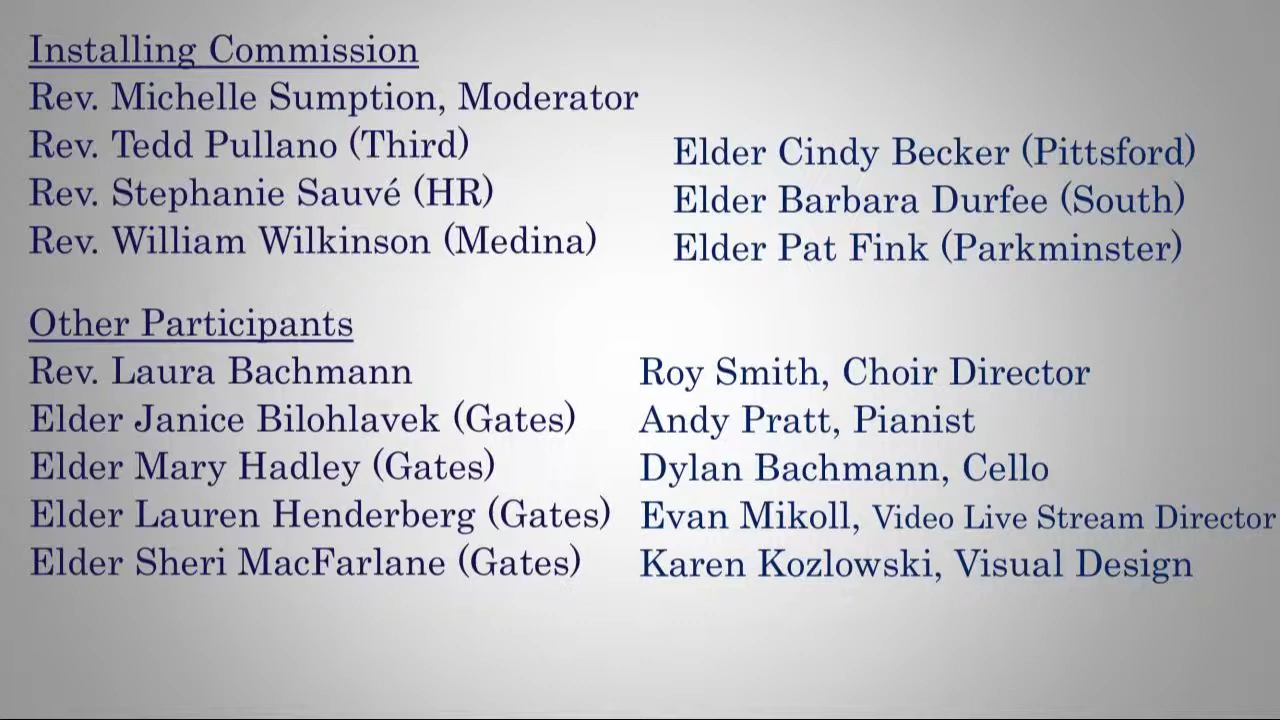 Installing Commission
Rev. Michelle Sumption, Moderator
Rev. Tedd Pullano (Third)
Rev. Stephanie Sauvé (HR)
Rev. William Wilkinson (Medina)
Elder Cindy Becker (Pittsford)
Elder Barbara Durfee (South)
Elder Pat Fink (Parkminster)
Other Participants
Rev. Laura Bachmann
Elder Janice Bilohlavek (Gates)
Elder Mary Hadley (Gates)
Elder Lauren Henderberg (Gates)
Elder Sheri MacFarlane (Gates)
Roy Smith, Choir Director
Andy Pratt, Pianist
Dylan Bachmann, Cello
Evan Mikoll, Video Live Stream Director
Karen Kozlowski, Visual Design